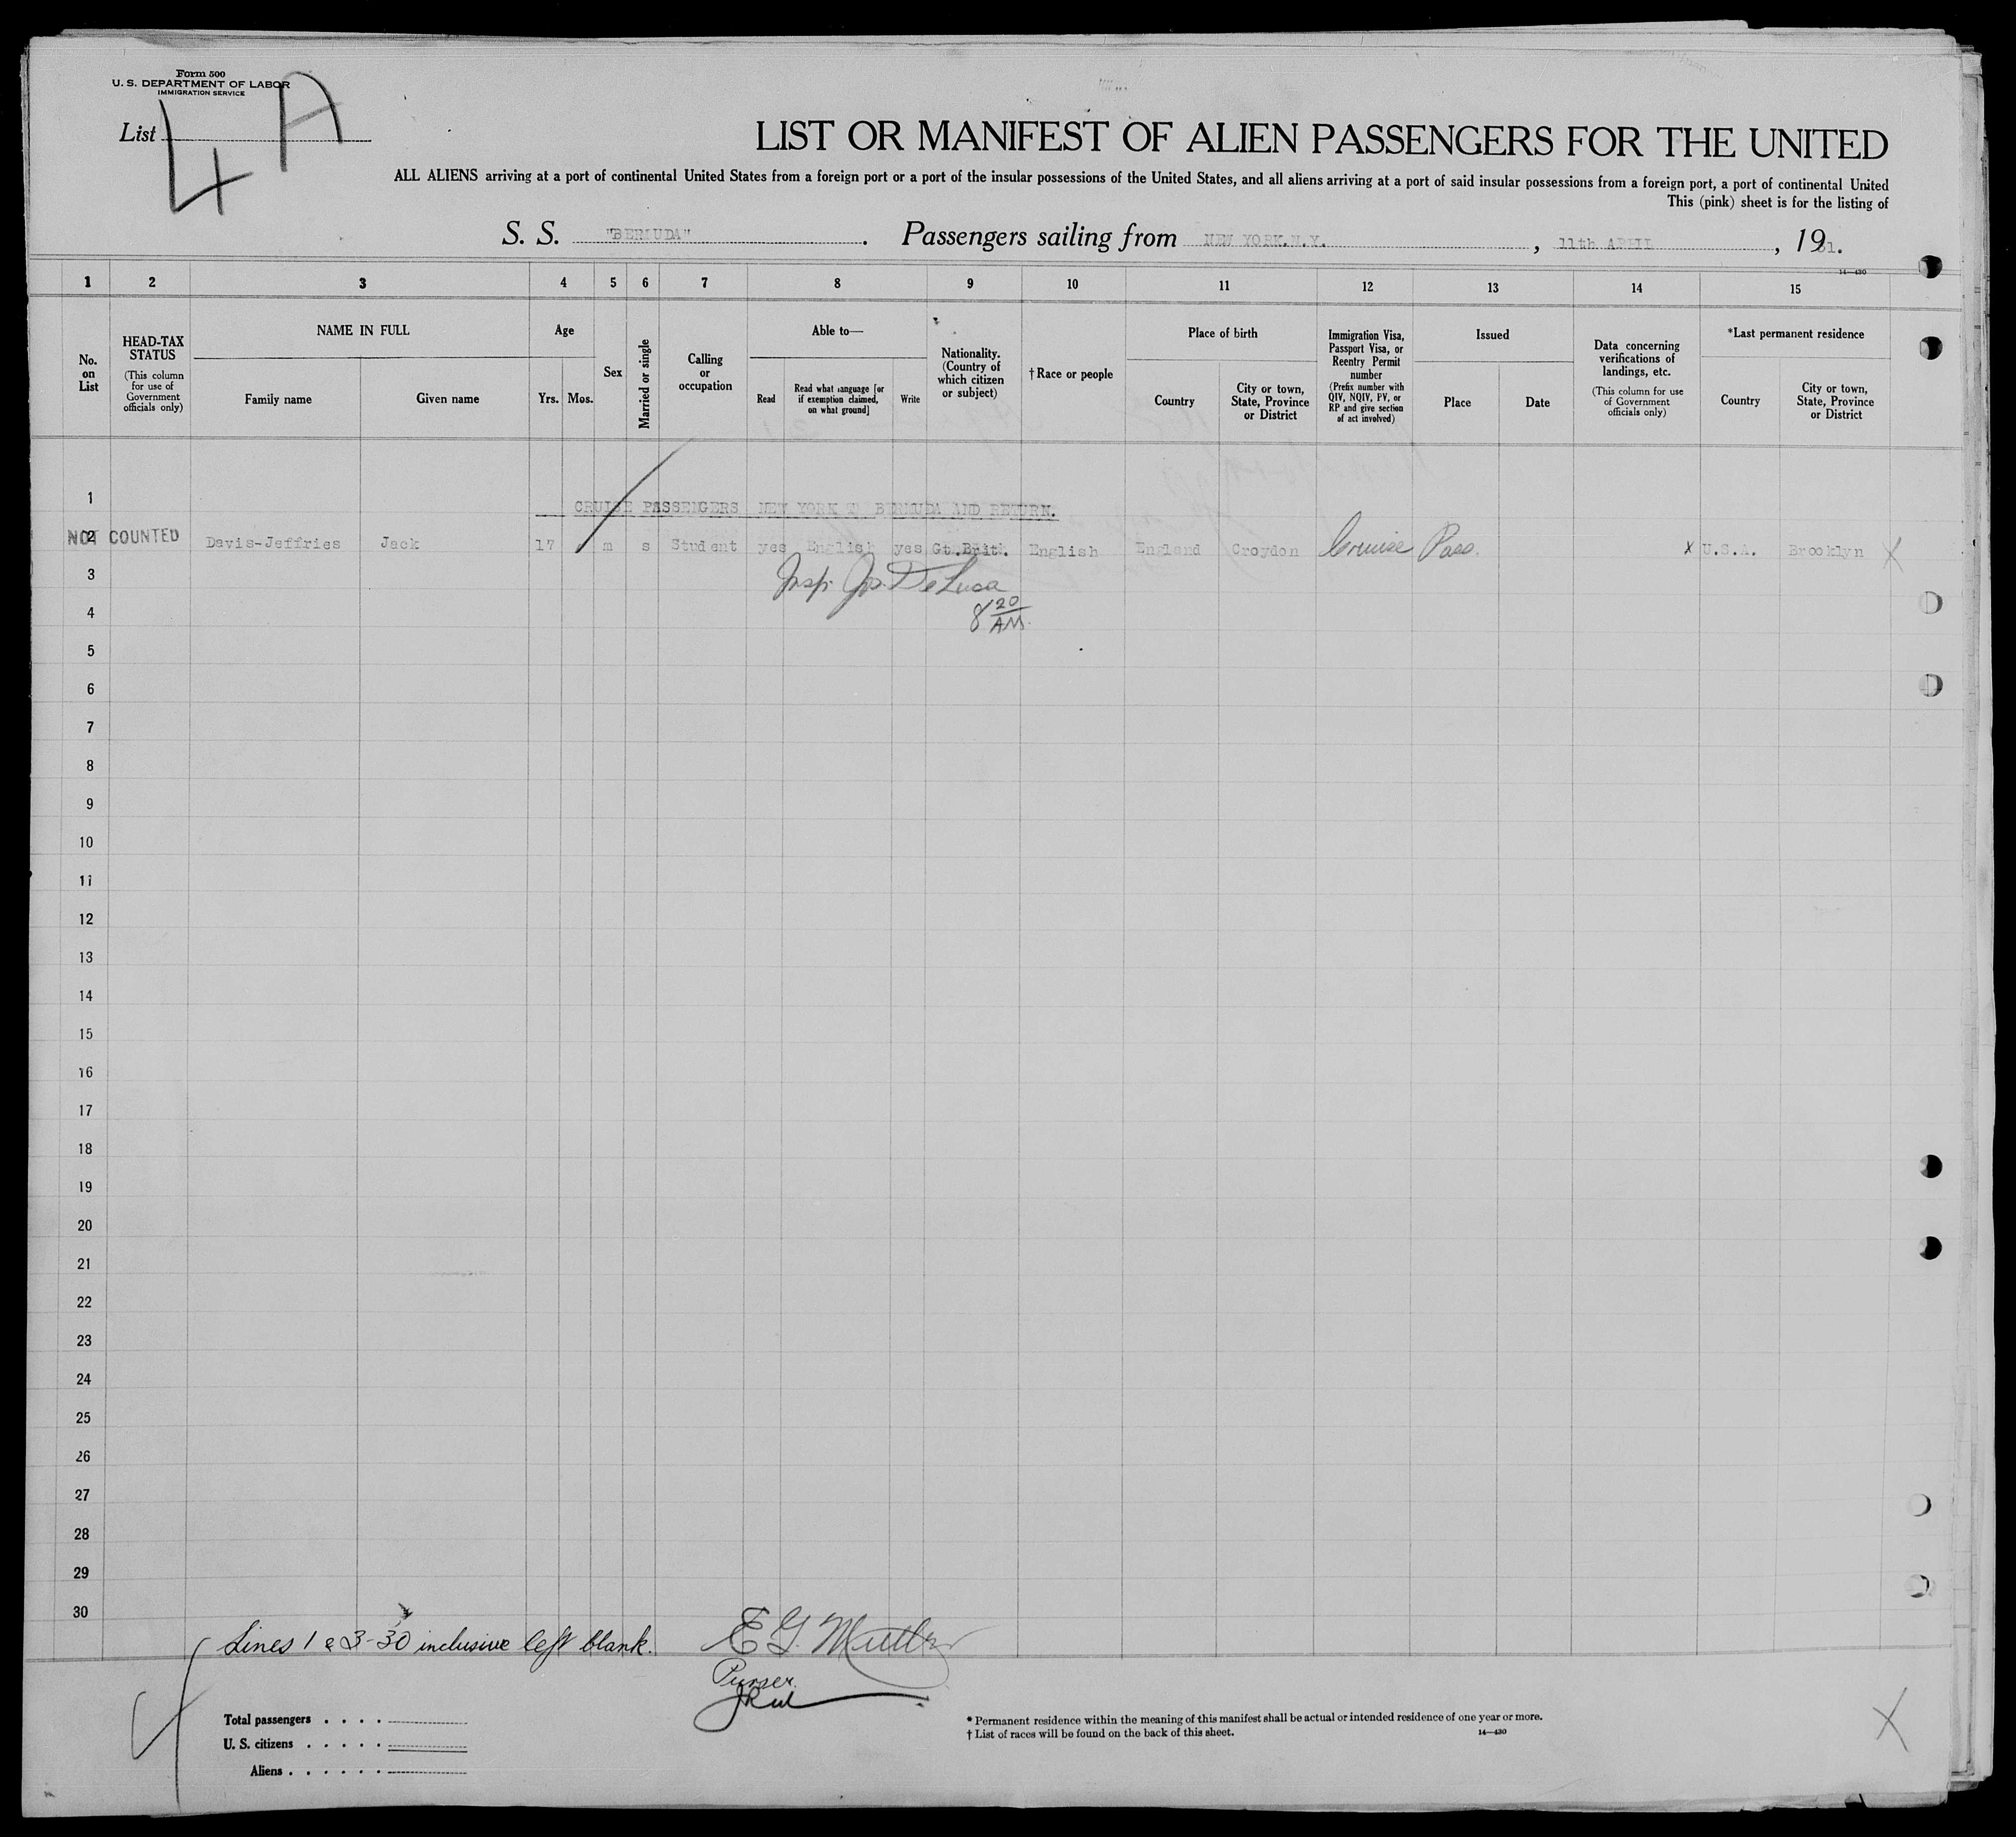 Form 500
U. S. DEPARTMENT OF LABOR
IMMIGRATION SERVICE
List 4 A
LIST OR MANIFEST OF ALIEN PASSENGERS FOR THE UNITED
ALL ALIENS arriving at a port of continental United States from a foreign port or a port of the insular possessions of the United States, and all aliens arriving at a port of said insular possessions from a foreign port, a port of continental United
This (pink) sheet is for the listing of
S. S. "BERMUDA". Passengers sailing from NEW YORK.N.Y., 11th APRIL, 1931.
14—430
1 2 3 4 5 6 7 8 9 10 11 12 13 14 15
No. on List
HEAD-TAX STATUS (This column for use of Government officials only)
NAME IN FULL
Family name
Given name
Age
Yrs. Mos.
Sex
Married or single
Calling or occupation
Able to—
Read
Read what language [or if exemption claimed, on what ground]
Write
Nationality. (Country of which citizen or subject)
†Race or people
Place of birth
Country
City or town, State, Province or District
Immigration Visa, Passport Visa, or Reentry Permit number (Prefix number with QIV, NQIV, PV, or RP and give section of act involved)
Issued
Place
Date
Data concerning verifications of landings, etc. (This column for use of Government officials only)
*Last permanent residence
Country
City or town, State, Province or District
1
CRUISE PASSENGERS NEW YORK TO BERMUDA AND RETURN.
2 NOT COUNTED Davis-Jeffries Jack 17 m s Student yes English yes Gt.Brit. English England Croydon Cruise Pass. x U.S.A. Brooklyn X
3
Insp. Jos. DeLuca
4
8 20/AM.
5
6
7
8
9
10
11
12
13
14
15
16
17
18
19
20
21
22
23
24
25
26
27
28
29
30
Lines 1 & 3-30 inclusive left blank. E G Muller
Purser.
Total passengers . . . .
U. S. citizens . . . . .
Aliens . . . . . .
* Permanent residence within the meaning of this manifest shall be actual or intended residence of one year or more.
† List of races will be found on the back of this sheet.
14—430
X